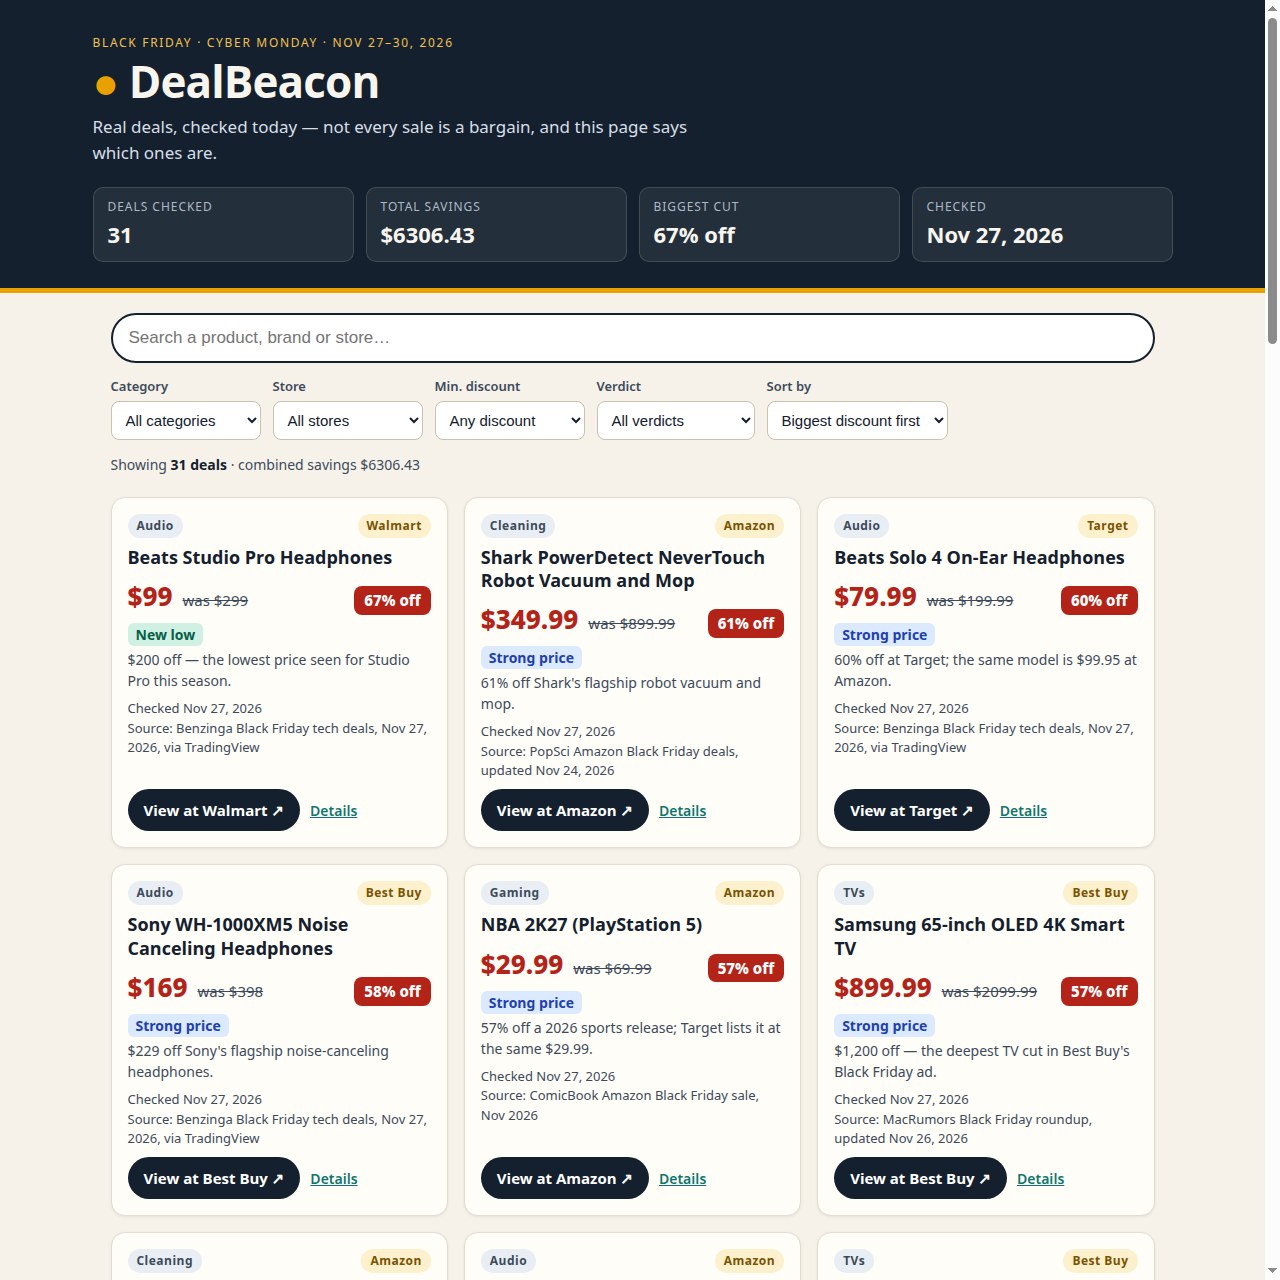 BLACK FRIDAY · CYBER MONDAY · NOV 27–30, 2026
DealBeacon
Real deals, checked today — not every sale is a bargain, and this page says
which ones are.
DEALS CHECKED
31
TOTAL SAVINGS
$6306.43
BIGGEST CUT
67% off
CHECKED
Nov 27, 2026
Search a product, brand or store…
Category
Store
Min. discount
Verdict
Sort by
All categories
All stores
Any discount
All verdicts
Biggest discount first
Showing 31 deals · combined savings $6306.43
Audio
Walmart
Beats Studio Pro Headphones
$99 was $299 67% off
New low
$200 off — the lowest price seen for Studio
Pro this season.
Checked Nov 27, 2026
Source: Benzinga Black Friday tech deals, Nov 27,
2026, via TradingView
View at Walmart ↗ Details
Cleaning
Amazon
Shark PowerDetect NeverTouch
Robot Vacuum and Mop
$349.99 was $899.99 61% off
Strong price
61% off Shark's flagship robot vacuum and
mop.
Checked Nov 27, 2026
Source: PopSci Amazon Black Friday deals,
updated Nov 24, 2026
View at Amazon ↗ Details
Audio
Target
Beats Solo 4 On-Ear Headphones
$79.99 was $199.99 60% off
Strong price
60% off at Target; the same model is $99.95 at
Amazon.
Checked Nov 27, 2026
Source: Benzinga Black Friday tech deals, Nov 27,
2026, via TradingView
View at Target ↗ Details
Audio
Best Buy
Sony WH-1000XM5 Noise
Canceling Headphones
$169 was $398 58% off
Strong price
$229 off Sony's flagship noise-canceling
headphones.
Checked Nov 27, 2026
Source: Benzinga Black Friday tech deals, Nov 27,
2026, via TradingView
View at Best Buy ↗ Details
Gaming
Amazon
NBA 2K27 (PlayStation 5)
$29.99 was $69.99 57% off
Strong price
57% off a 2026 sports release; Target lists it at
the same $29.99.
Checked Nov 27, 2026
Source: ComicBook Amazon Black Friday sale,
Nov 2026
View at Amazon ↗ Details
TVs
Best Buy
Samsung 65-inch OLED 4K Smart
TV
$899.99 was $2099.99 57% off
Strong price
$1,200 off — the deepest TV cut in Best Buy's
Black Friday ad.
Checked Nov 27, 2026
Source: MacRumors Black Friday roundup,
updated Nov 26, 2026
View at Best Buy ↗ Details
Cleaning
Amazon
Audio
Amazon
TVs
Best Buy